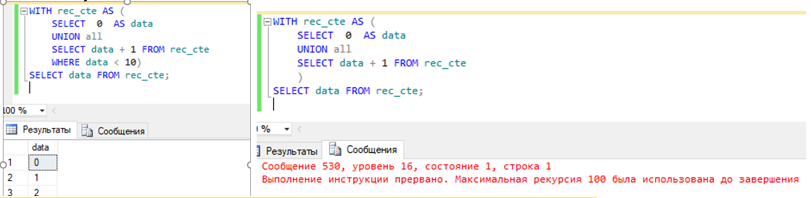 WITH rec_cte AS (
SELECT 0 AS data
UNION all
SELECT data + 1 FROM rec_cte
WHERE data < 10)
SELECT data FROM rec_cte;
100 %
Результаты Сообщения
data
1 0
2 1
3 2
WITH rec_cte AS (
SELECT 0 AS data
UNION all
SELECT data + 1 FROM rec_cte
)
SELECT data FROM rec_cte;
%
Результаты Сообщения
Сообщение 530, уровень 16, состояние 1, строка 1
Выполнение инструкции прервано. Максимальная рекурсия 100 была использована до завершения